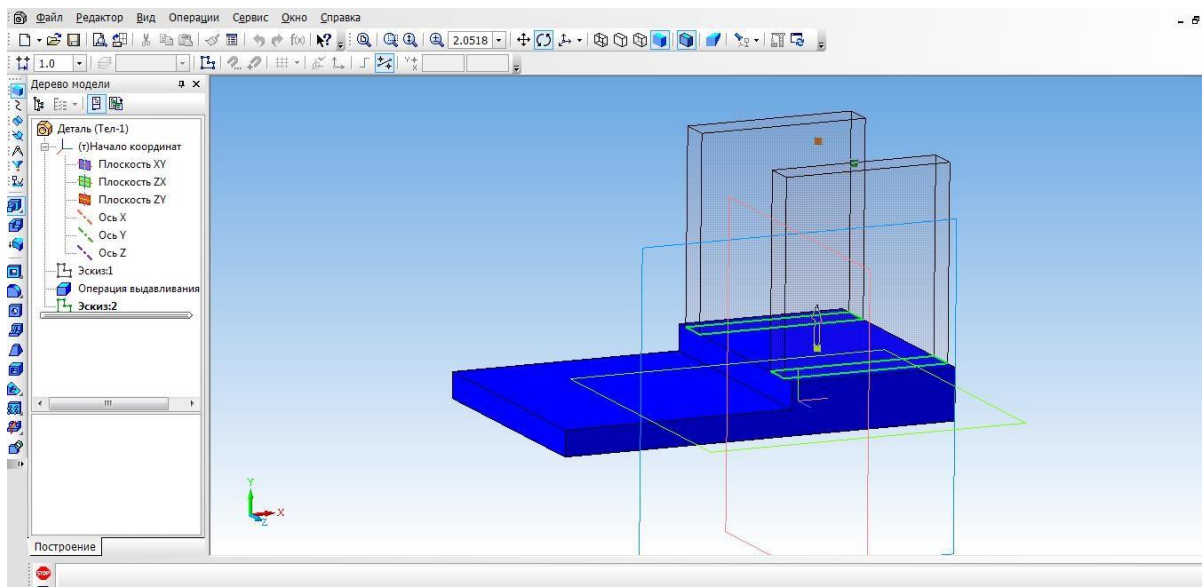 Файл Редактор Вид Операции Сервис Окно Справка
2.0518
1.0
Дерево модели
Деталь (Тел-1)
(т)Начало координат
Плоскость XY
Плоскость ZX
Плоскость ZY
Ось X
Ось Y
Ось Z
Эскиз:1
Операция выдавливания
Эскиз:2
Y
X
Z
Построение
STOP